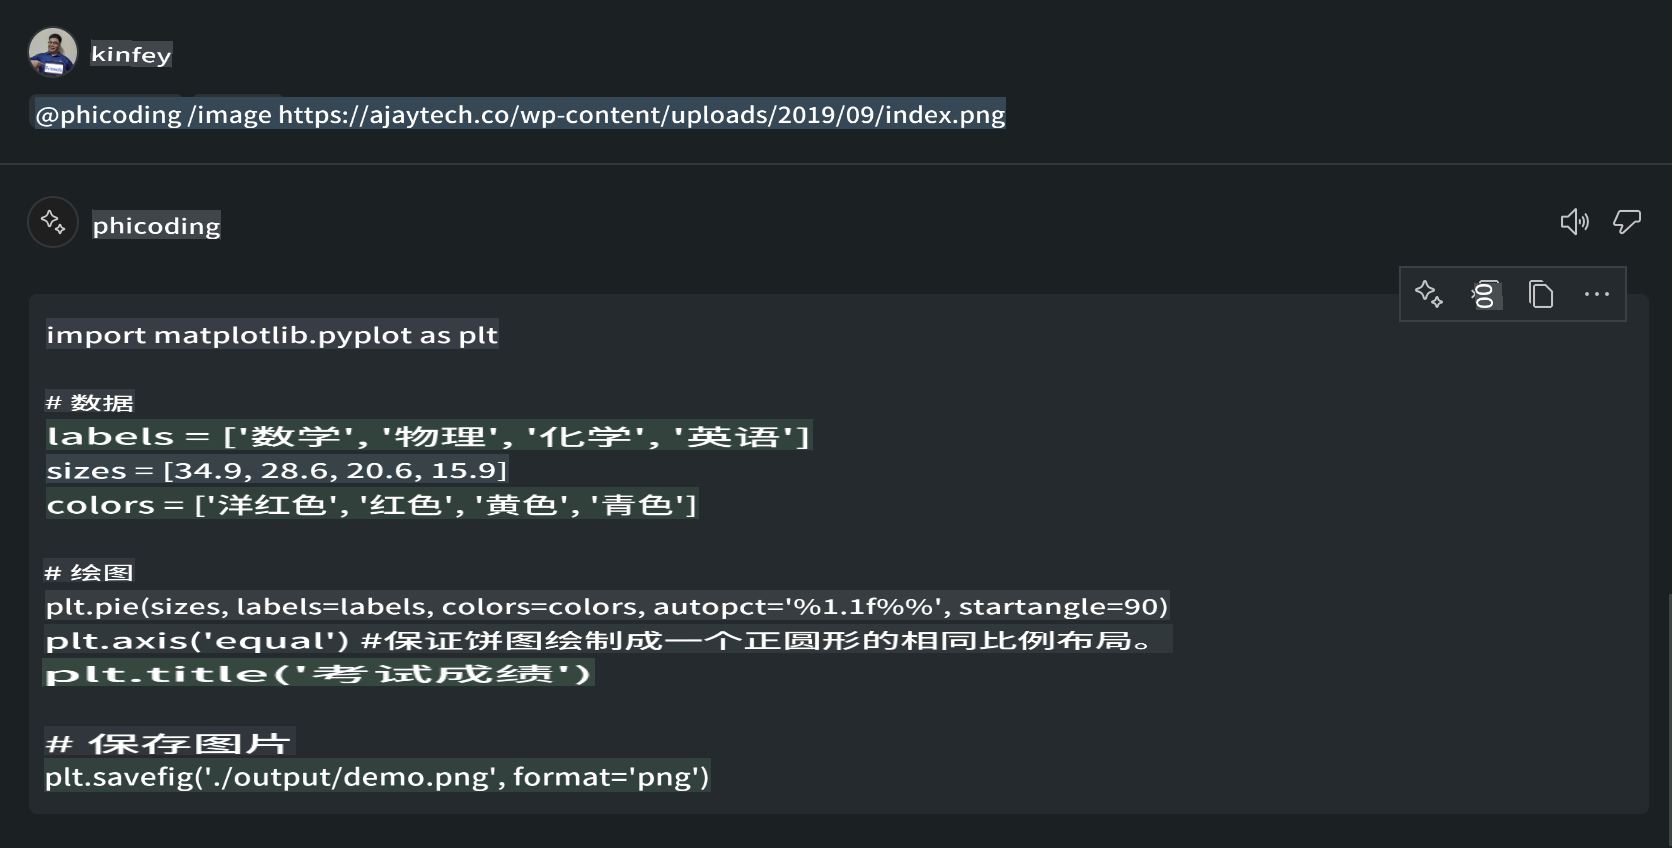 kinfey
@phicoding /image https://ajaytech.co/wp-content/uploads/2019/09/index.png
phicoding
import matplotlib.pyplot as plt
# 数据
labels = ['数学', '物理', '化学', '英语']
sizes = [34.9, 28.6, 20.6, 15.9]
colors = ['洋红色', '红色', '黄色', '青色']
# 绘图
plt.pie(sizes, labels=labels, colors=colors, autopct='%1.1f%%', startangle=90)
plt.axis('equal') #保证饼图绘制成一个正圆形的相同比例布局。
plt.title('考试成绩')
# 保存图片
plt.savefig('./output/demo.png', format='png')